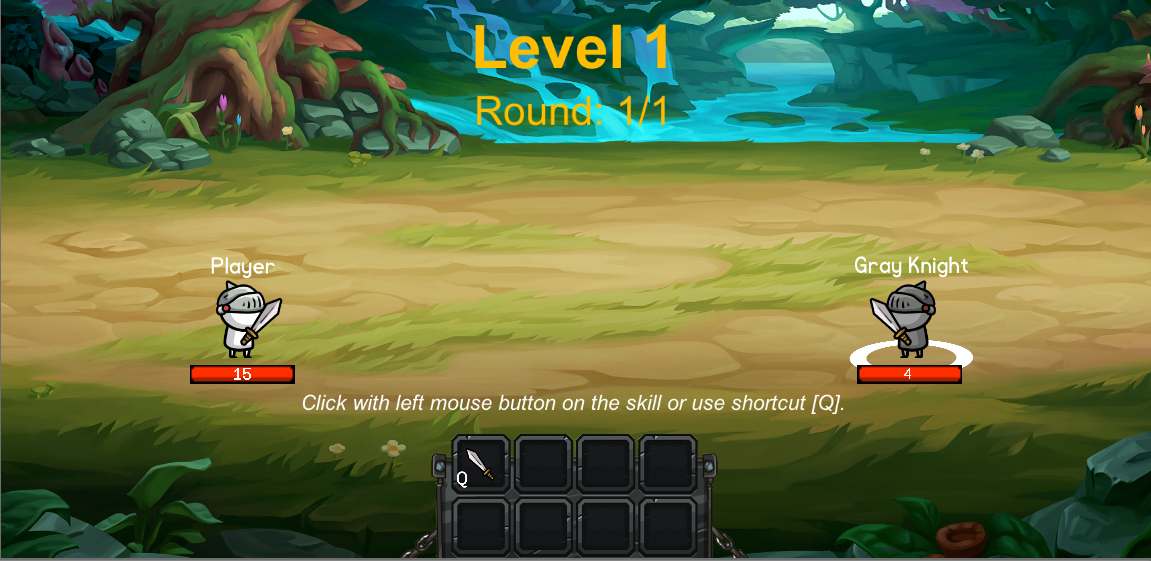 Level 1
Round: 1/1
Player
Gray Knight
15
4
Click with left mouse button on the skill or use shortcut [Q].
Q